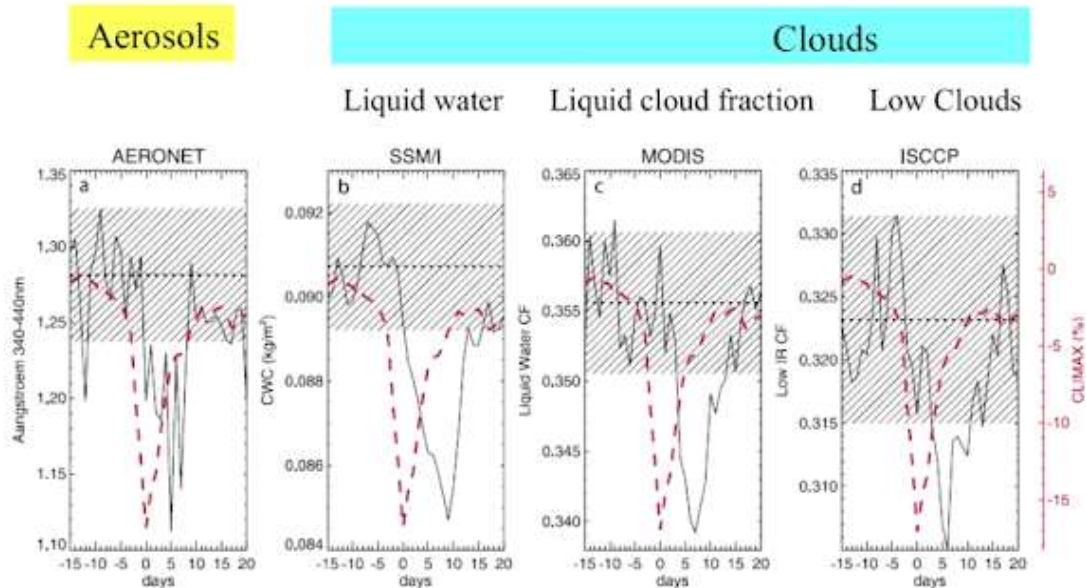 Aerosols
Clouds
Liquid water
Liquid cloud fraction
Low Clouds
AERONET
SSM/I
MODIS
ISCCP
a
b
c
d
Aangstroem 340-440nm
1.35
1.30
1.25
1.20
1.15
1.10
CWC (kg/m²)
0.092
0.090
0.088
0.086
0.084
Liquid Water CF
0.365
0.360
0.355
0.350
0.345
0.340
Low IR CF
0.335
0.330
0.325
0.320
0.315
0.310
CLIMAX (%)
5
0
-5
-10
-15
-15 -10 -5 0 5 10 15 20
-15 -10 -5 0 5 10 15 20
-15 -10 -5 0 5 10 15 20
-15 -10 -5 0 5 10 15 20
days
days
days
days